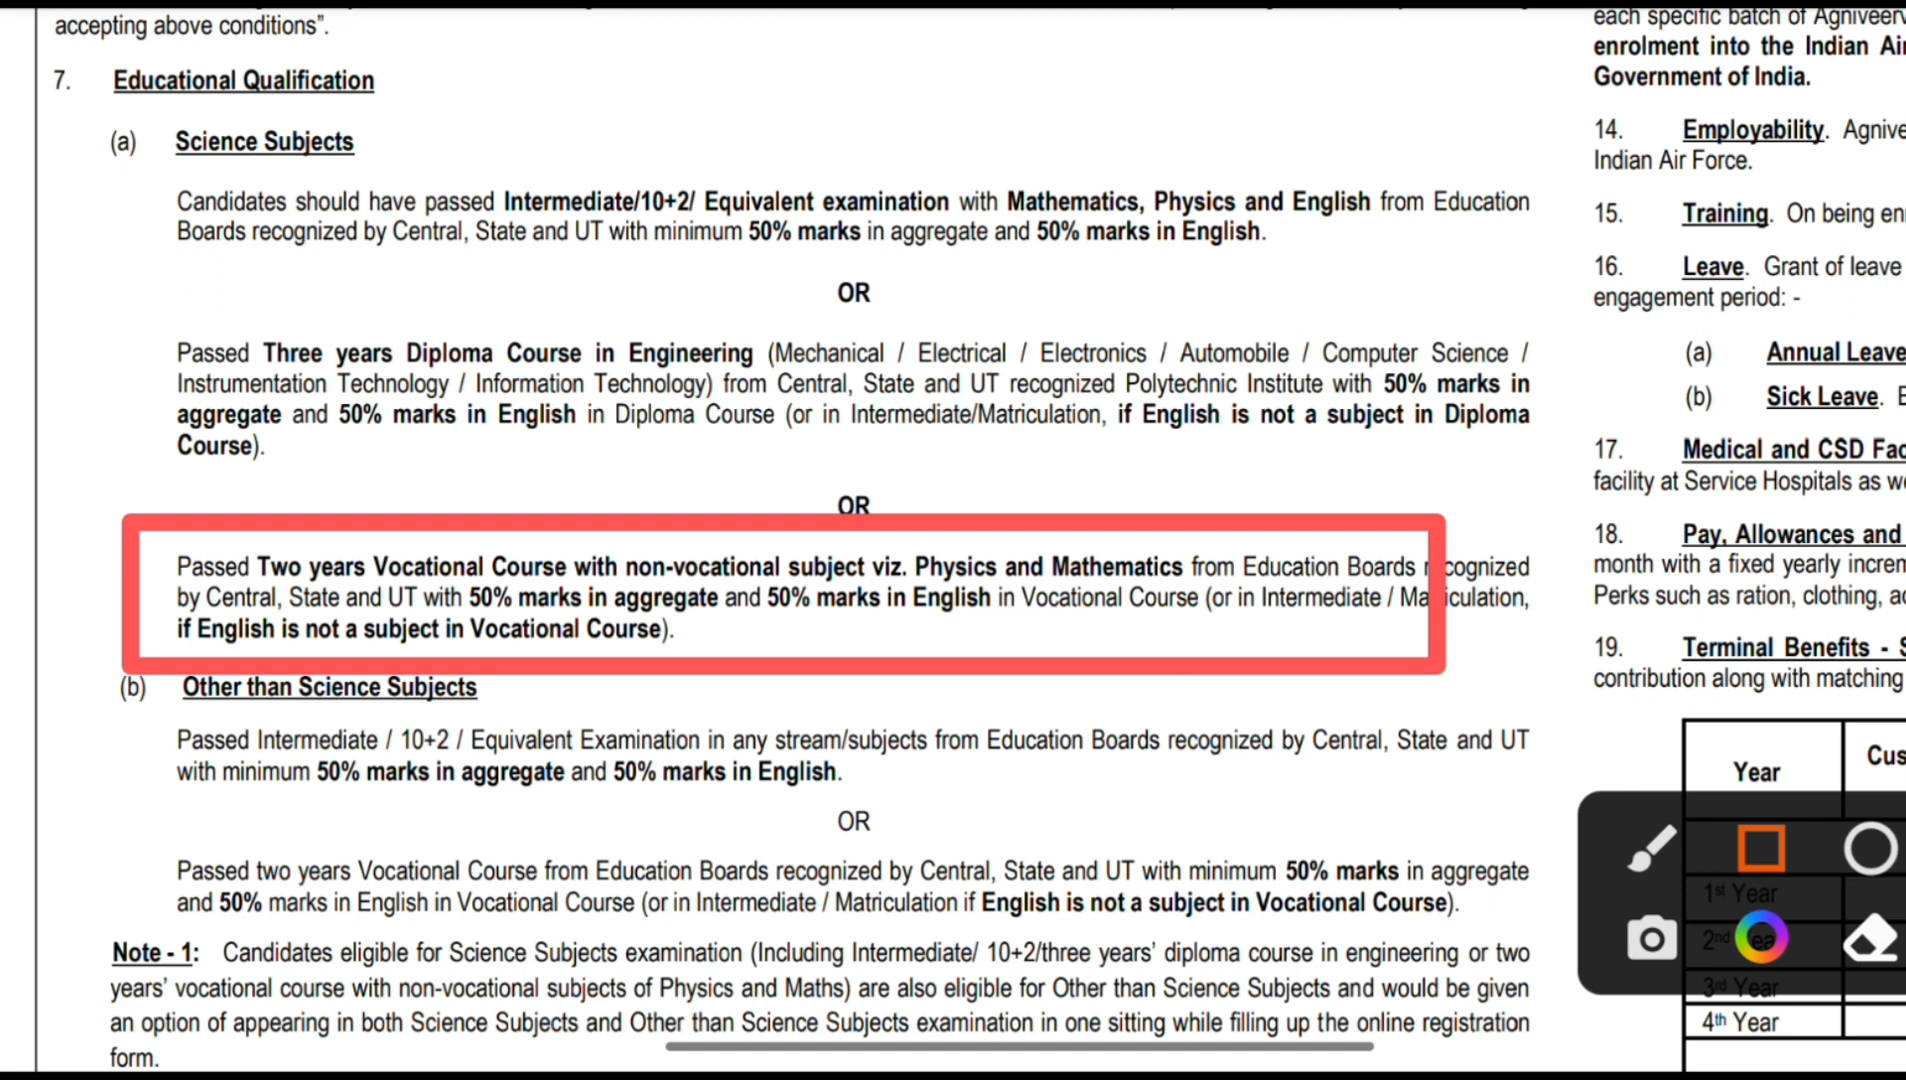 accepting above conditions”.
7. Educational Qualification
(a) Science Subjects
Candidates should have passed Intermediate/10+2/ Equivalent examination with Mathematics, Physics and English from Education
Boards recognized by Central, State and UT with minimum 50% marks in aggregate and 50% marks in English.
OR
Passed Three years Diploma Course in Engineering (Mechanical / Electrical / Electronics / Automobile / Computer Science /
Instrumentation Technology / Information Technology) from Central, State and UT recognized Polytechnic Institute with 50% marks in
aggregate and 50% marks in English in Diploma Course (or in Intermediate/Matriculation, if English is not a subject in Diploma
Course).
OR
Passed Two years Vocational Course with non-vocational subject viz. Physics and Mathematics from Education Boards recognized
by Central, State and UT with 50% marks in aggregate and 50% marks in English in Vocational Course (or in Intermediate / Matriculation,
if English is not a subject in Vocational Course).
(b) Other than Science Subjects
Passed Intermediate / 10+2 / Equivalent Examination in any stream/subjects from Education Boards recognized by Central, State and UT
with minimum 50% marks in aggregate and 50% marks in English.
OR
Passed two years Vocational Course from Education Boards recognized by Central, State and UT with minimum 50% marks in aggregate
and 50% marks in English in Vocational Course (or in Intermediate / Matriculation if English is not a subject in Vocational Course).
Note - 1: Candidates eligible for Science Subjects examination (Including Intermediate/ 10+2/three years’ diploma course in engineering or two
years’ vocational course with non-vocational subjects of Physics and Maths) are also eligible for Other than Science Subjects and would be given
an option of appearing in both Science Subjects and Other than Science Subjects examination in one sitting while filling up the online registration
form.
each specific batch of Agniveerv
enrolment into the Indian Air
Government of India.
14. Employability. Agnive
Indian Air Force.
15. Training. On being en
16. Leave. Grant of leave
engagement period: -
(a) Annual Leave
(b) Sick Leave. E
17. Medical and CSD Fac
facility at Service Hospitals as we
18. Pay, Allowances and
month with a fixed yearly increm
Perks such as ration, clothing, ac
19. Terminal Benefits - S
contribution along with matching
Year Cus
1st Year
2nd Year
3rd Year
4th Year